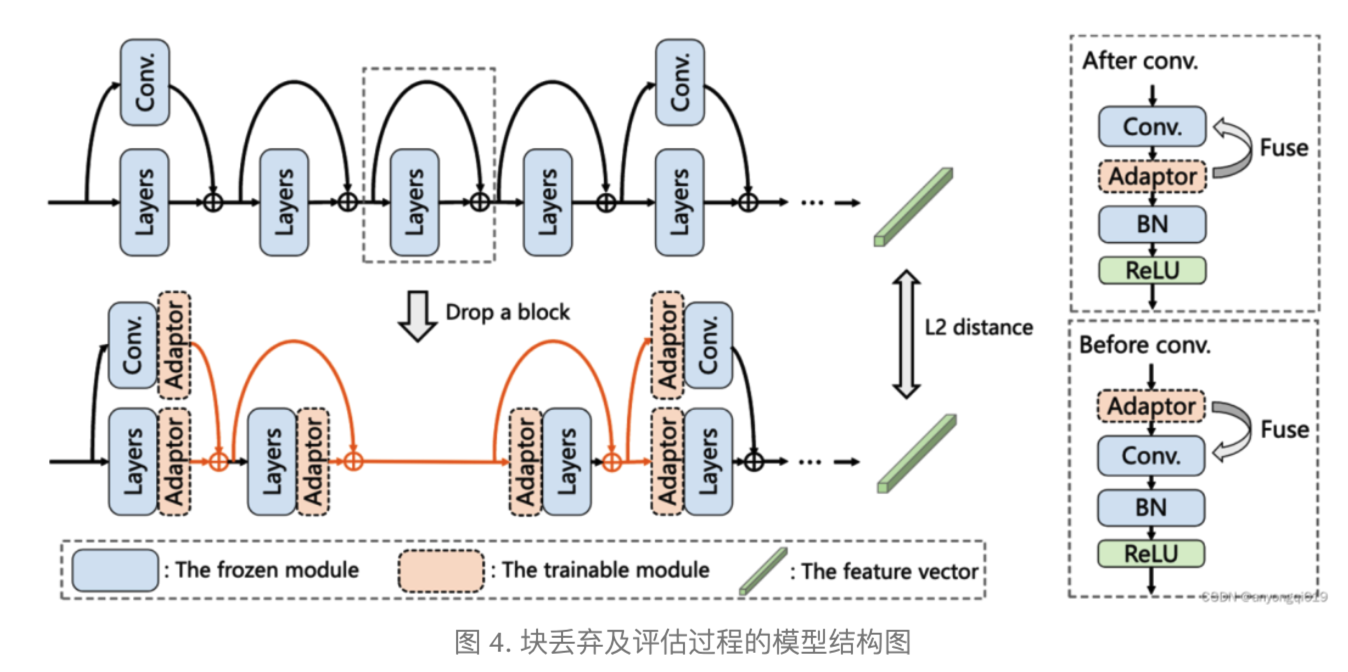 Conv.
Conv.
Layers
Layers
Layers
Layers
Layers
...
Drop a block
L2 distance
Conv.
Adaptor
Adaptor
Conv.
Layers
Adaptor
Layers
Adaptor
Adaptor
Layers
Adaptor
Layers
...
: The frozen module
: The trainable module
: The feature vector
After conv.
Conv.
Fuse
Adaptor
BN
ReLU
Before conv.
Adaptor
Fuse
Conv.
BN
ReLU
CSDN @anyongqi629
图 4. 块丢弃及评估过程的模型结构图